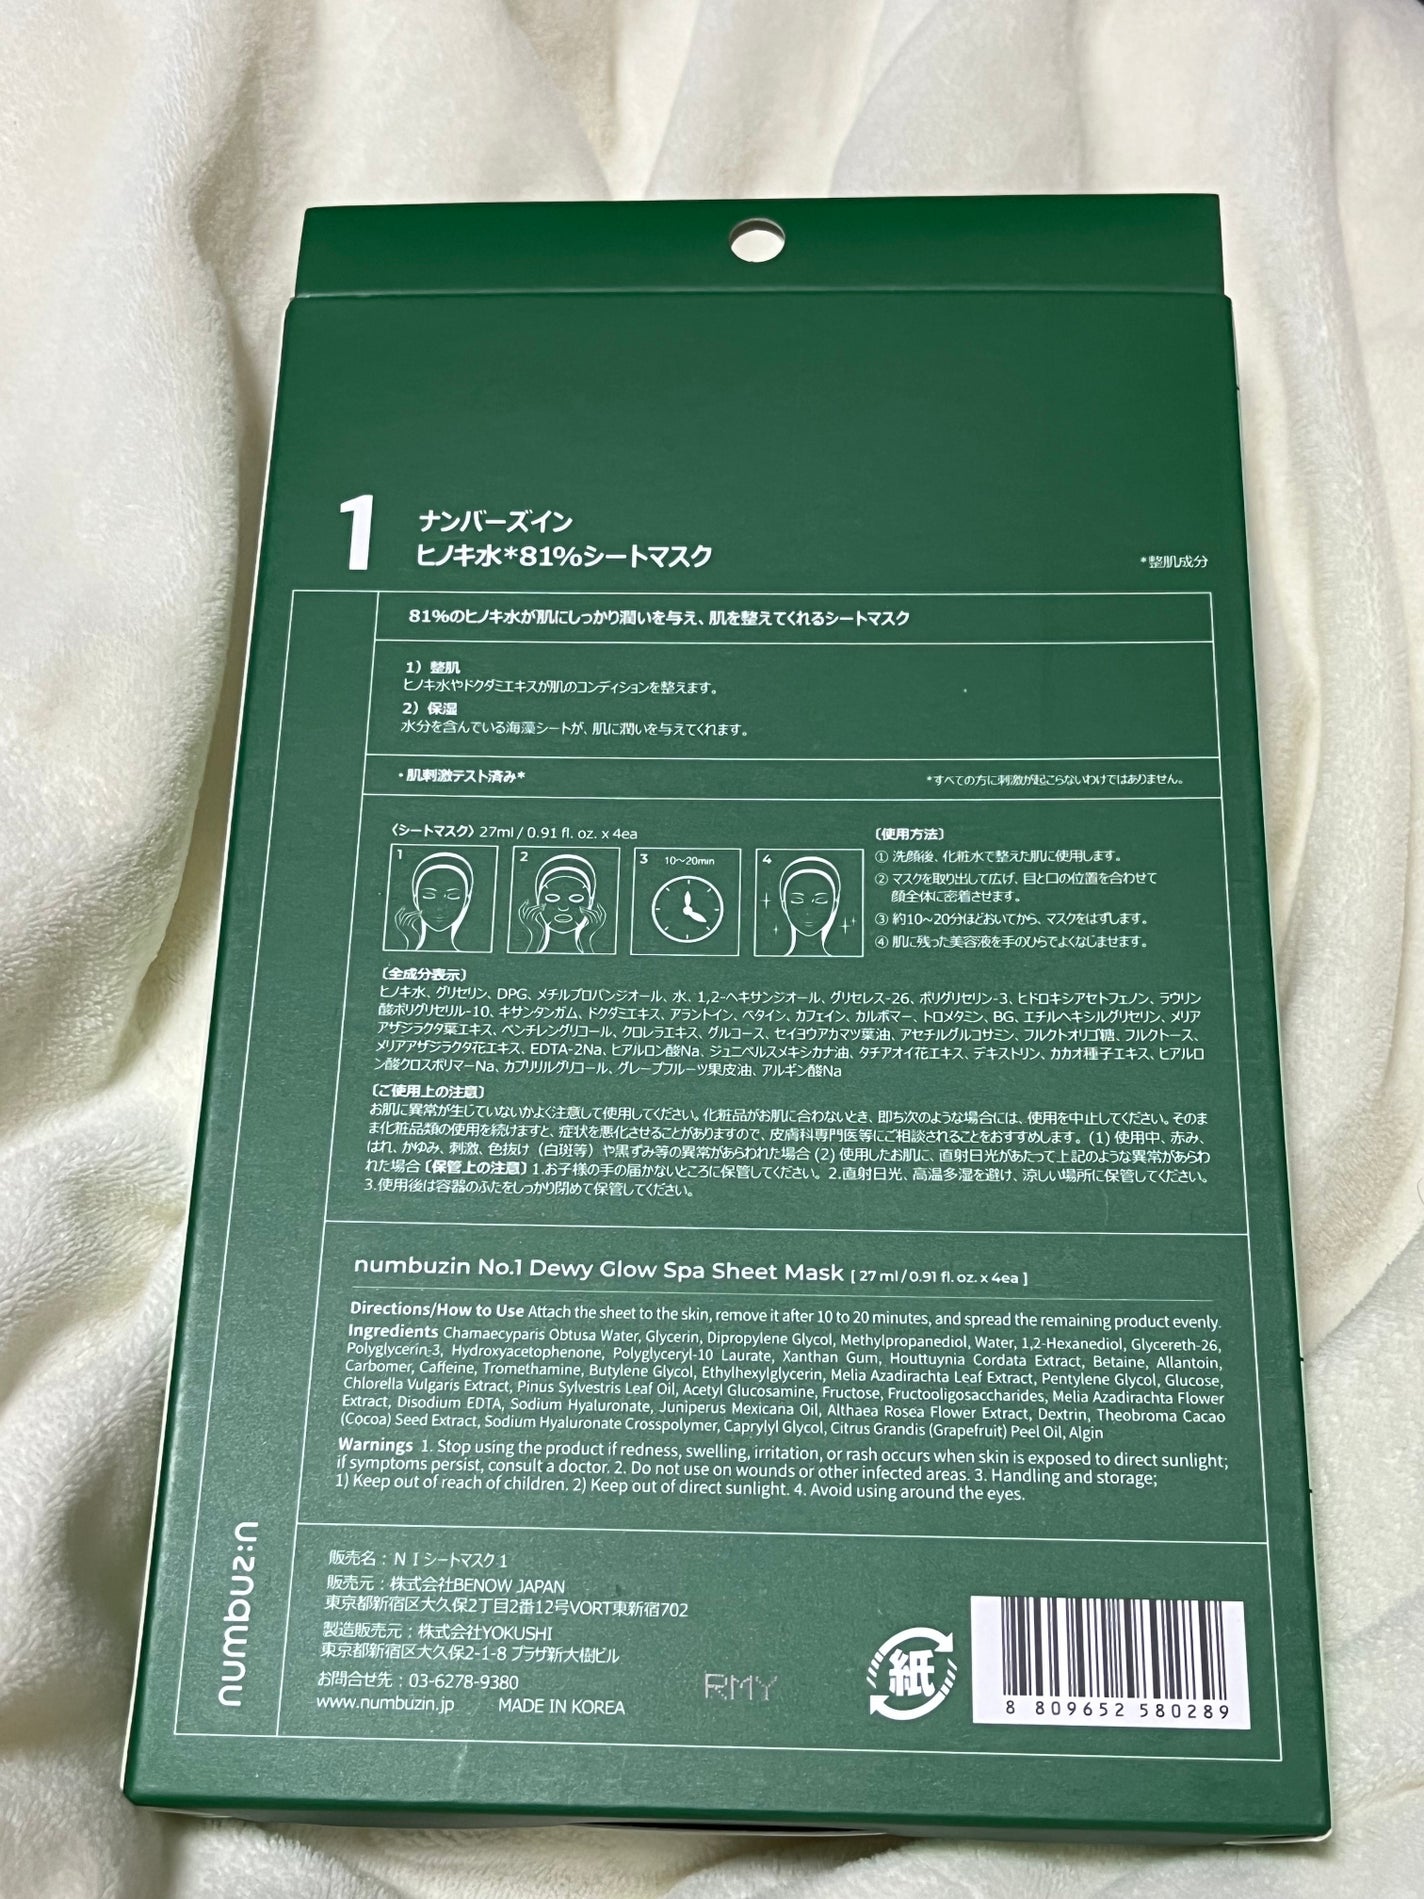 1
ナンバーズイン
ヒノキ水*81%シートマスク
*整肌成分
81%のヒノキ水が肌にしっかり潤いを与え、肌を整えてくれるシートマスク
1）整肌
ヒノキ水やドクダミエキスが肌のコンディションを整えます。
2）保湿
水分を含んでいる海藻シートが、肌に潤いを与えてくれます。
・肌刺激テスト済み*
*すべての方に刺激が起こらないわけではありません。
〈シートマスク〉27ml / 0.91 fl. oz. x 4ea
1
2
3 10～20min
4
〔使用方法〕
① 洗顔後、化粧水で整えた肌に使用します。
② マスクを取り出して広げ、目と口の位置を合わせて
顔全体に密着させます。
③ 約10～20分ほどおいてから、マスクをはずします。
④ 肌に残った美容液を手のひらでよくなじませます。
〔全成分表示〕
ヒノキ水、グリセリン、DPG、メチルプロパンジオール、水、1,2-ヘキサンジオール、グリセレス-26、ポリグリセリン-3、ヒドロキシアセトフェノン、ラウリン
酸ポリグリセリル-10、キサンタンガム、ドクダミエキス、アラントイン、ベタイン、カフェイン、カルボマー、トロメタミン、BG、エチルヘキシルグリセリン、メリア
アザジラクタ葉エキス、ペンチレングリコール、クロレラエキス、グルコース、セイヨウアカマツ葉油、アセチルグルコサミン、フルクトオリゴ糖、フルクトース、
メリアアザジラクタ花エキス、EDTA-2Na、ヒアルロン酸Na、ジュニペルスメキシカナ油、タチアオイ花エキス、デキストリン、カカオ種子エキス、ヒアルロ
ン酸クロスポリマーNa、カプリリルグリコール、グレープフルーツ果皮油、アルギン酸Na
〔ご使用上の注意〕
お肌に異常が生じていないかよく注意して使用してください。化粧品がお肌に合わないとき、即ち次のような場合には、使用を中止してください。そのま
ま化粧品類の使用を続けますと、症状を悪化させることがありますので、皮膚科専門医等にご相談されることをおすすめします。(1) 使用中、赤み、
はれ、かゆみ、刺激、色抜け（白斑等）や黒ずみ等の異常があらわれた場合 (2) 使用したお肌に、直射日光があたって上記のような異常があらわ
れた場合〔保管上の注意〕1.お子様の手の届かないところに保管してください。2.直射日光、高温多湿を避け、涼しい場所に保管してください。
3.使用後は容器のふたをしっかり閉めて保管してください。
numbuzin No.1 Dewy Glow Spa Sheet Mask [ 27 ml / 0.91 fl. oz. x 4ea ]
Directions/How to Use Attach the sheet to the skin, remove it after 10 to 20 minutes, and spread the remaining product evenly.
Ingredients Chamaecyparis Obtusa Water, Glycerin, Dipropylene Glycol, Methylpropanediol, Water, 1,2-Hexanediol, Glycereth-26,
Polyglycerin-3, Hydroxyacetophenone, Polyglyceryl-10 Laurate, Xanthan Gum, Houttuynia Cordata Extract, Betaine, Allantoin,
Carbomer, Caffeine, Tromethamine, Butylene Glycol, Ethylhexylglycerin, Melia Azadirachta Leaf Extract, Pentylene Glycol, Glucose,
Chlorella Vulgaris Extract, Pinus Sylvestris Leaf Oil, Acetyl Glucosamine, Fructose, Fructooligosaccharides, Melia Azadirachta Flower
Extract, Disodium EDTA, Sodium Hyaluronate, Juniperus Mexicana Oil, Althaea Rosea Flower Extract, Dextrin, Theobroma Cacao
(Cocoa) Seed Extract, Sodium Hyaluronate Crosspolymer, Caprylyl Glycol, Citrus Grandis (Grapefruit) Peel Oil, Algin
Warnings 1. Stop using the product if redness, swelling, irritation, or rash occurs when skin is exposed to direct sunlight;
if symptoms persist, consult a doctor. 2. Do not use on wounds or other infected areas. 3. Handling and storage;
1) Keep out of reach of children. 2) Keep out of direct sunlight. 4. Avoid using around the eyes.
numbuz:n
販売名：ＮＩシートマスク 1
販売元：株式会社BENOW JAPAN
東京都新宿区大久保2丁目2番12号VORT東新宿702
製造販売元：株式会社YOKUSHI
東京都新宿区大久保2-1-8 プラザ新大樹ビル
お問合せ先：03-6278-9380
www.numbuzin.jp MADE IN KOREA
RMY
紙
8 809652 580289